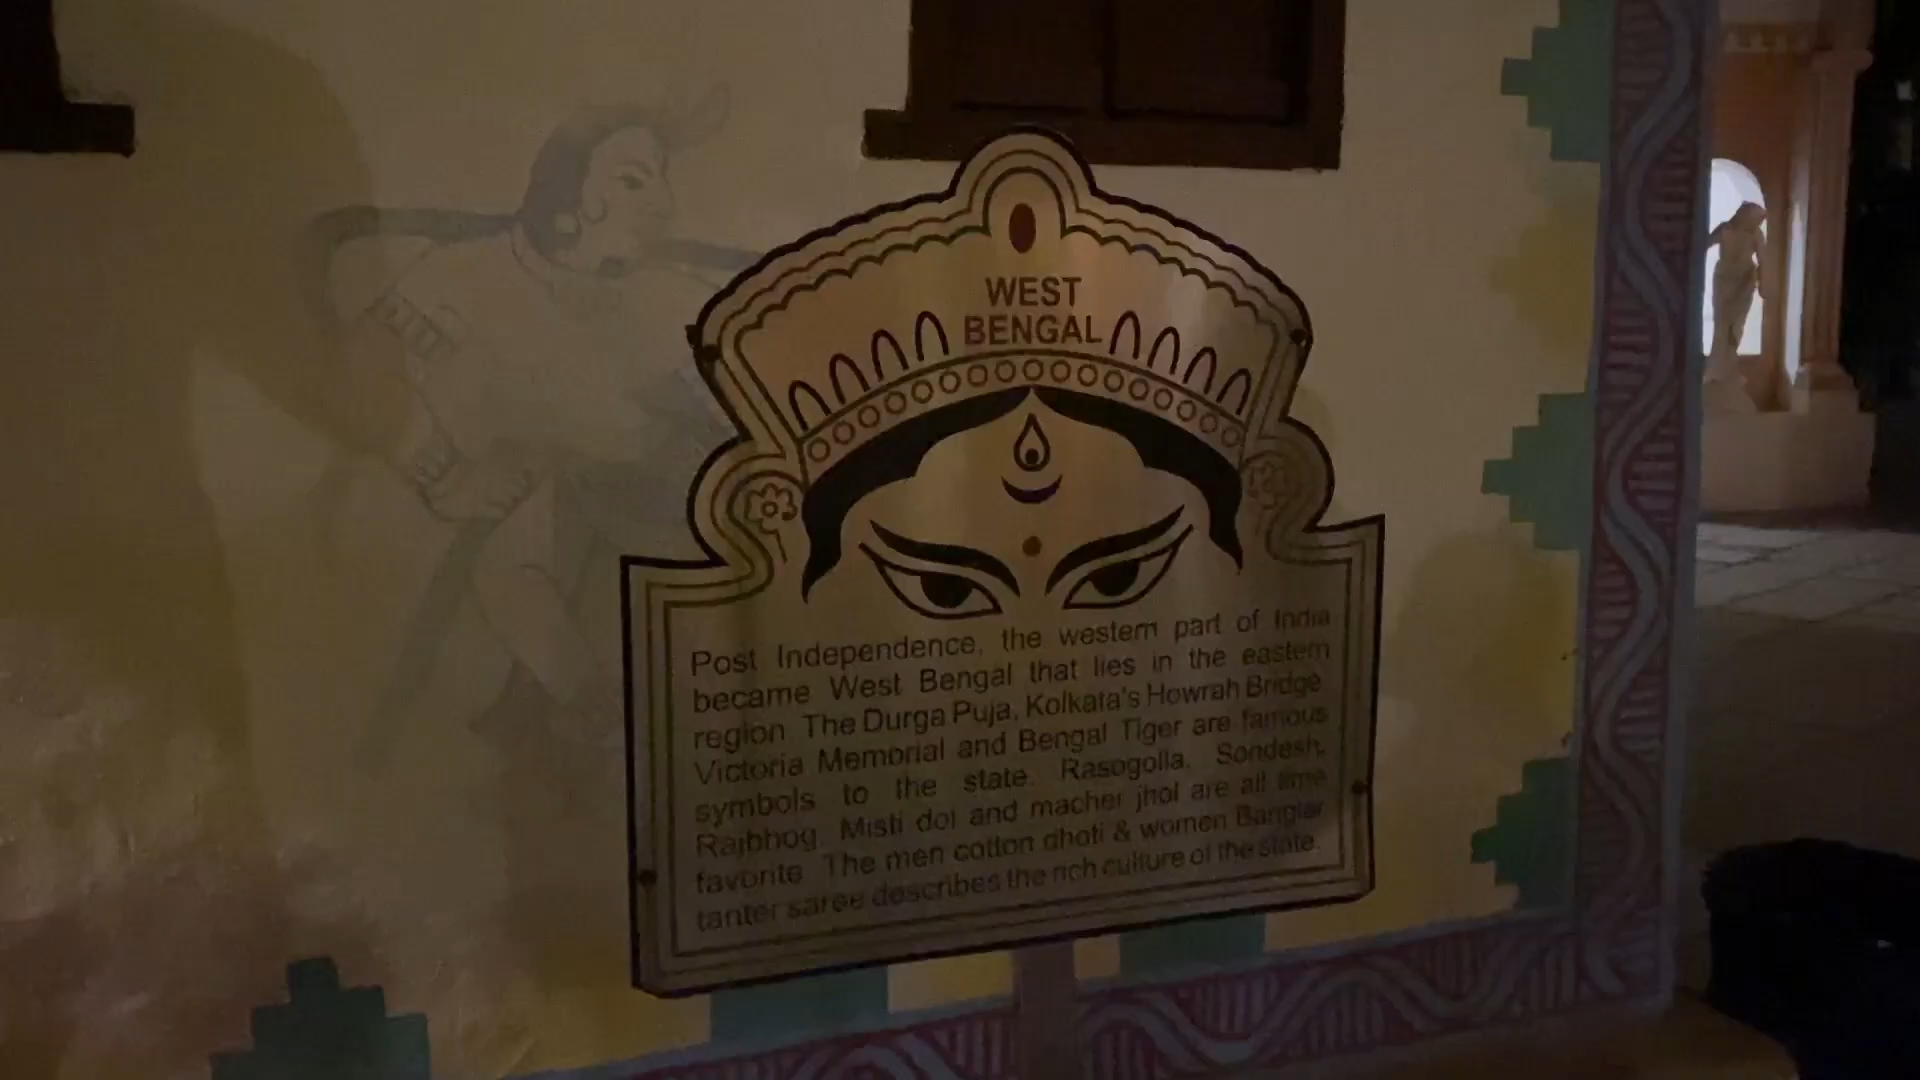 WEST
BENGAL
Post Independence, the western part of India
became West Bengal that lies in the eastern
region. The Durga Puja, Kolkata's Howrah Bridge,
Victoria Memorial and Bengal Tiger are famous
symbols to the state. Rasogolla, Sondesh,
Rajbhog, Misti doi and macher jhol are all time
favorite. The men cotton dhoti & women Banglar
tanter saree describes the rich culture of the state.